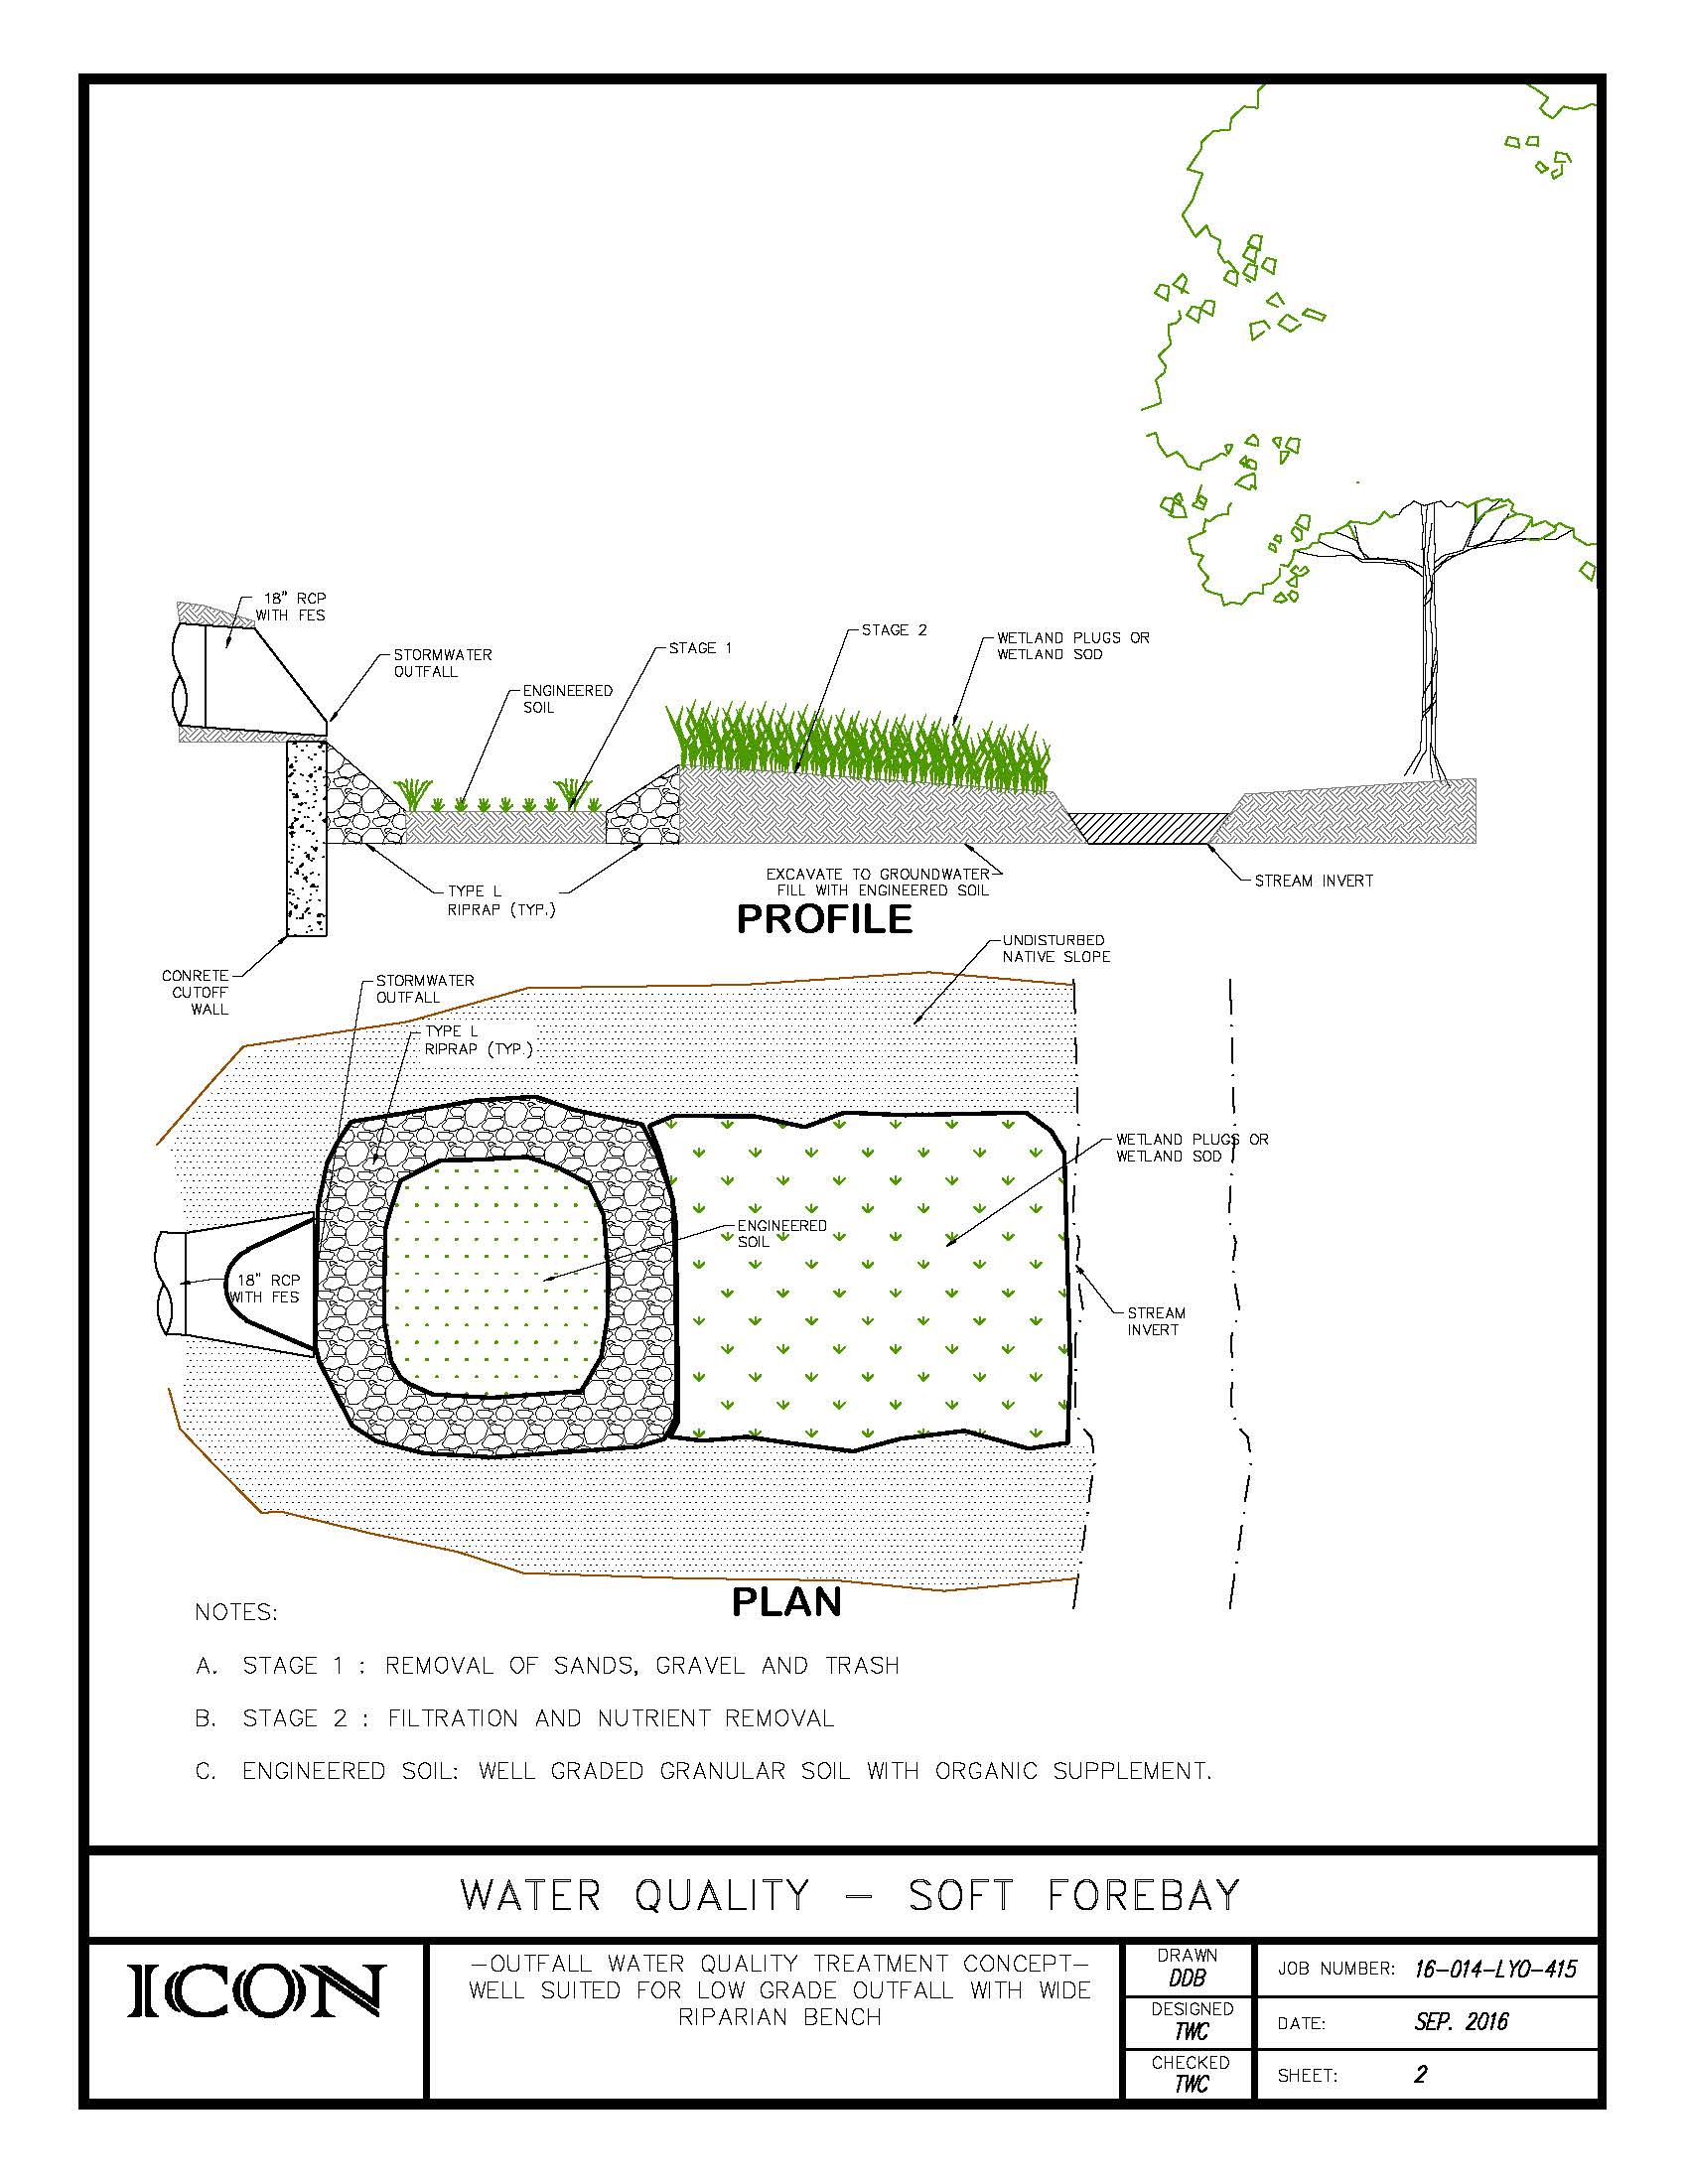 18" RCP
WITH FES
STORMWATER
OUTFALL
ENGINEERED
SOIL
STAGE 1
STAGE 2
WETLAND PLUGS OR
WETLAND SOD
TYPE L
RIPRAP (TYP.)
EXCAVATE TO GROUNDWATER
FILL WITH ENGINEERED SOIL
STREAM INVERT
PROFILE
CONRETE
CUTOFF
WALL
STORMWATER
OUTFALL
TYPE L
RIPRAP (TYP.)
UNDISTURBED
NATIVE SLOPE
WETLAND PLUGS OR
WETLAND SOD
ENGINEERED
SOIL
18" RCP
WITH FES
STREAM
INVERT
PLAN
NOTES:
A. STAGE 1 : REMOVAL OF SANDS, GRAVEL AND TRASH
B. STAGE 2 : FILTRATION AND NUTRIENT REMOVAL
C. ENGINEERED SOIL: WELL GRADED GRANULAR SOIL WITH ORGANIC SUPPLEMENT.
WATER QUALITY – SOFT FOREBAY
ICON
–OUTFALL WATER QUALITY TREATMENT CONCEPT–
WELL SUITED FOR LOW GRADE OUTFALL WITH WIDE
RIPARIAN BENCH
DRAWN
DDB
DESIGNED
TWC
CHECKED
TWC
JOB NUMBER: 16-014-LYO-415
DATE: SEP. 2016
SHEET: 2